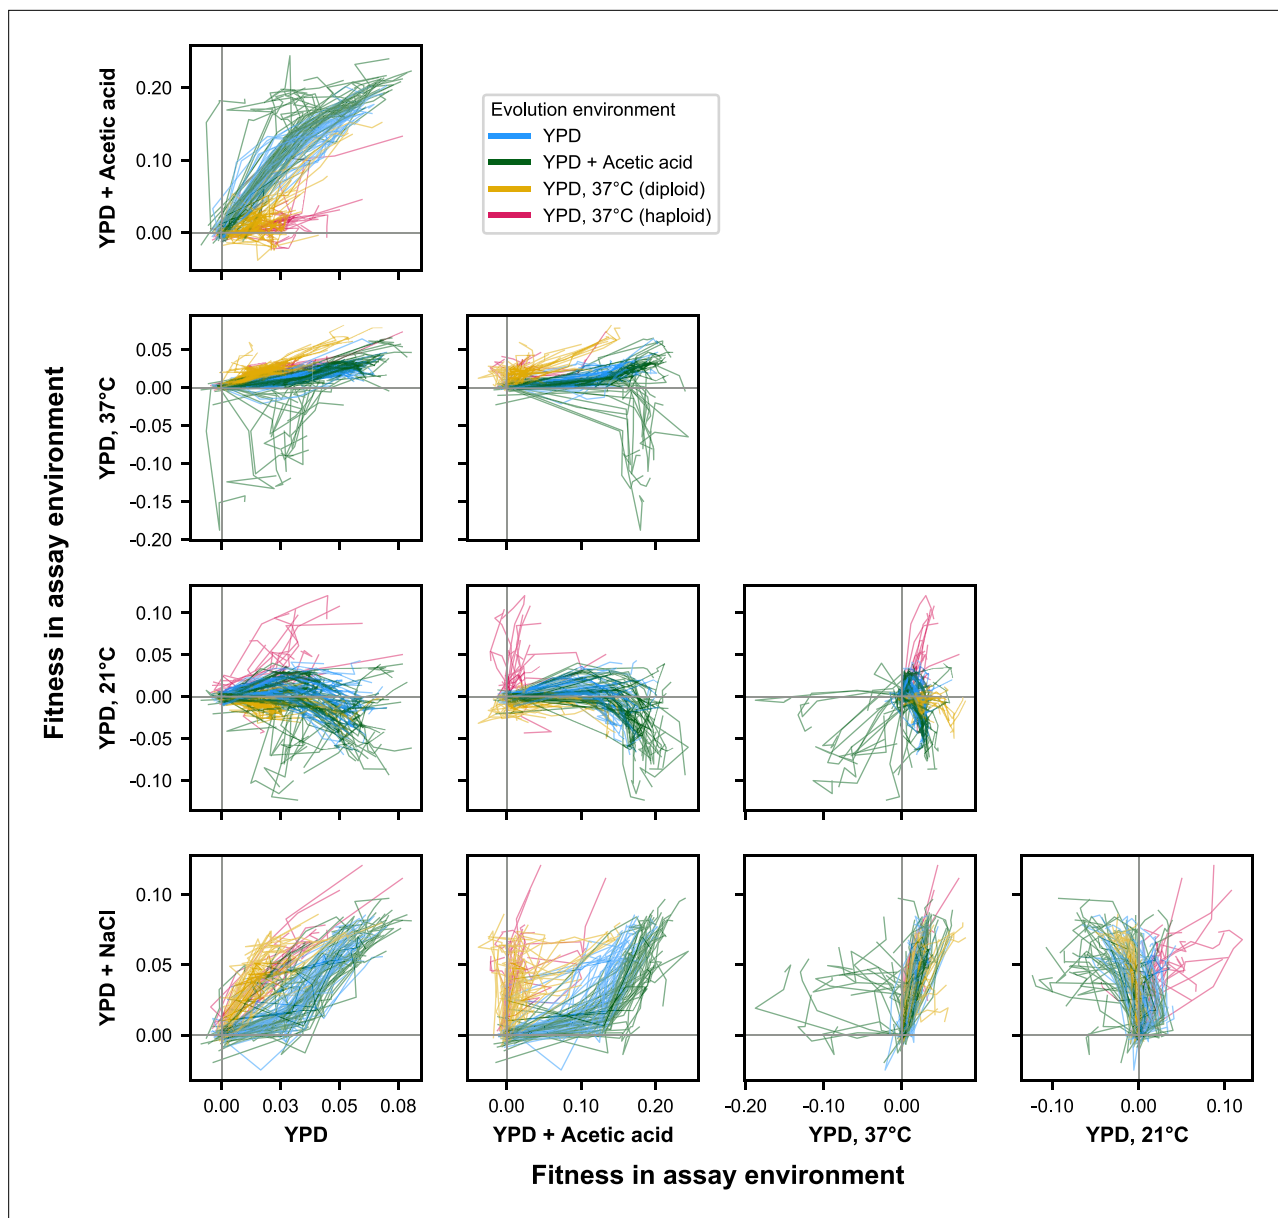 YPD + Acetic acid
0.20
0.10
0.00
Evolution environment
YPD
YPD + Acetic acid
YPD, 37°C (diploid)
YPD, 37°C (haploid)
Fitness in assay environment
YPD, 37°C
0.05
0.00
-0.05
-0.10
-0.15
-0.20
YPD, 21°C
0.10
0.05
0.00
-0.05
-0.10
YPD + NaCl
0.10
0.05
0.00
0.00 0.03 0.05 0.08
YPD
0.00 0.10 0.20
YPD + Acetic acid
-0.20 -0.10 0.00
YPD, 37°C
-0.10 0.00 0.10
YPD, 21°C
Fitness in assay environment